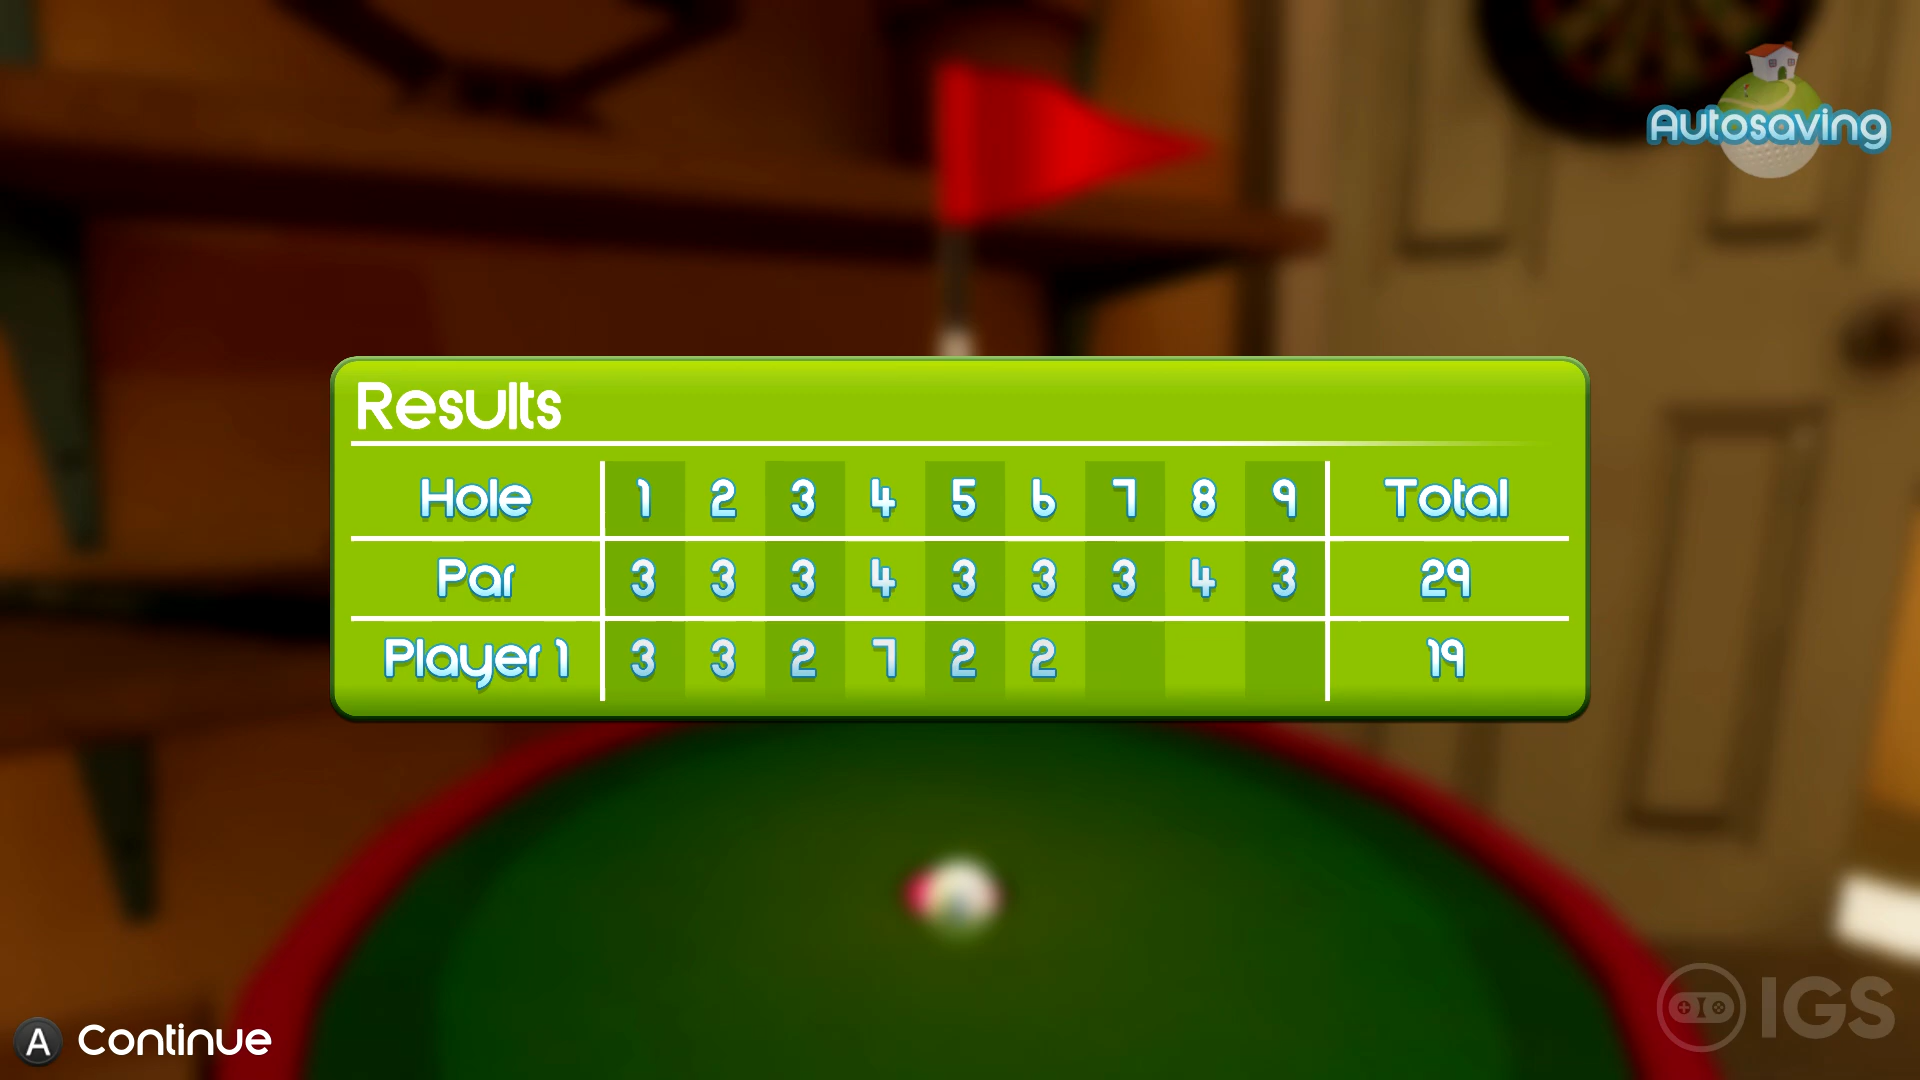 Autosaving
Results
Hole 1 2 3 4 5 6 7 8 9 Total
Par 3 3 3 4 3 3 3 4 3 29
Player 1 3 3 2 7 2 2 19
A Continue
IGS